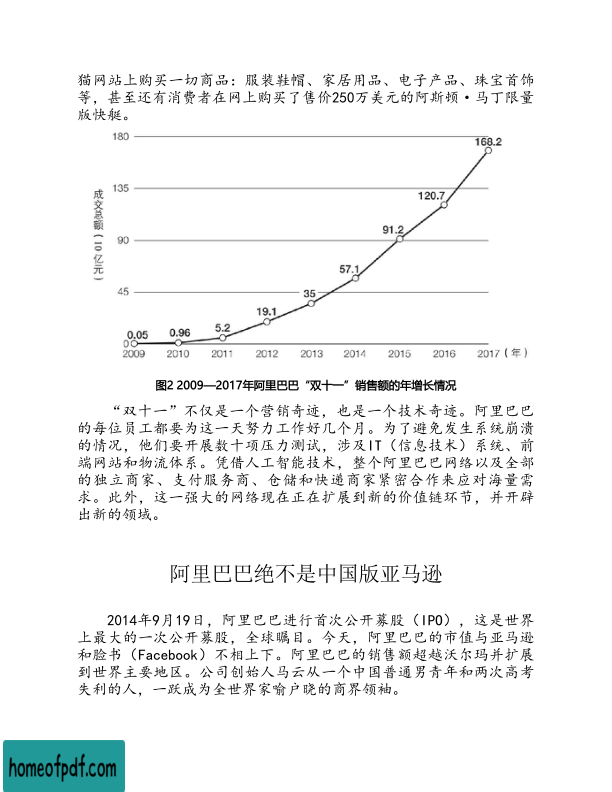 猫网站上购买一切商品：服装鞋帽、家居用品、电子产品、珠宝首饰
等，甚至还有消费者在网上购买了售价250万美元的阿斯顿·马丁限量
版快艇。
180
168.2
135
120.7
成交总额（10亿元）
90
91.2
57.1
45
35
19.1
5.2
0.96
0.05
0
2009 2010 2011 2012 2013 2014 2015 2016 2017（年）
图2 2009—2017年阿里巴巴“双十一”销售额的年增长情况
“双十一”不仅是一个营销奇迹，也是一个技术奇迹。阿里巴巴
的每位员工都要为这一天努力工作好几个月。为了避免发生系统崩溃
的情况，他们要开展数十项压力测试，涉及IT（信息技术）系统、前
端网站和物流体系。凭借人工智能技术，整个阿里巴巴网络以及全部
的独立商家、支付服务商、仓储和快递商家紧密合作来应对海量需
求。此外，这一强大的网络现在正在扩展到新的价值链环节，并开辟
出新的领域。
阿里巴巴绝不是中国版亚马逊
2014年9月19日，阿里巴巴进行首次公开募股（IPO），这是世界
上最大的一次公开募股，全球瞩目。今天，阿里巴巴的市值与亚马逊
和脸书（Facebook）不相上下。阿里巴巴的销售额超越沃尔玛并扩展
到世界主要地区。公司创始人马云从一个中国普通男青年和两次高考
失利的人，一跃成为全世界家喻户晓的商界领袖。
homeofpdf.com